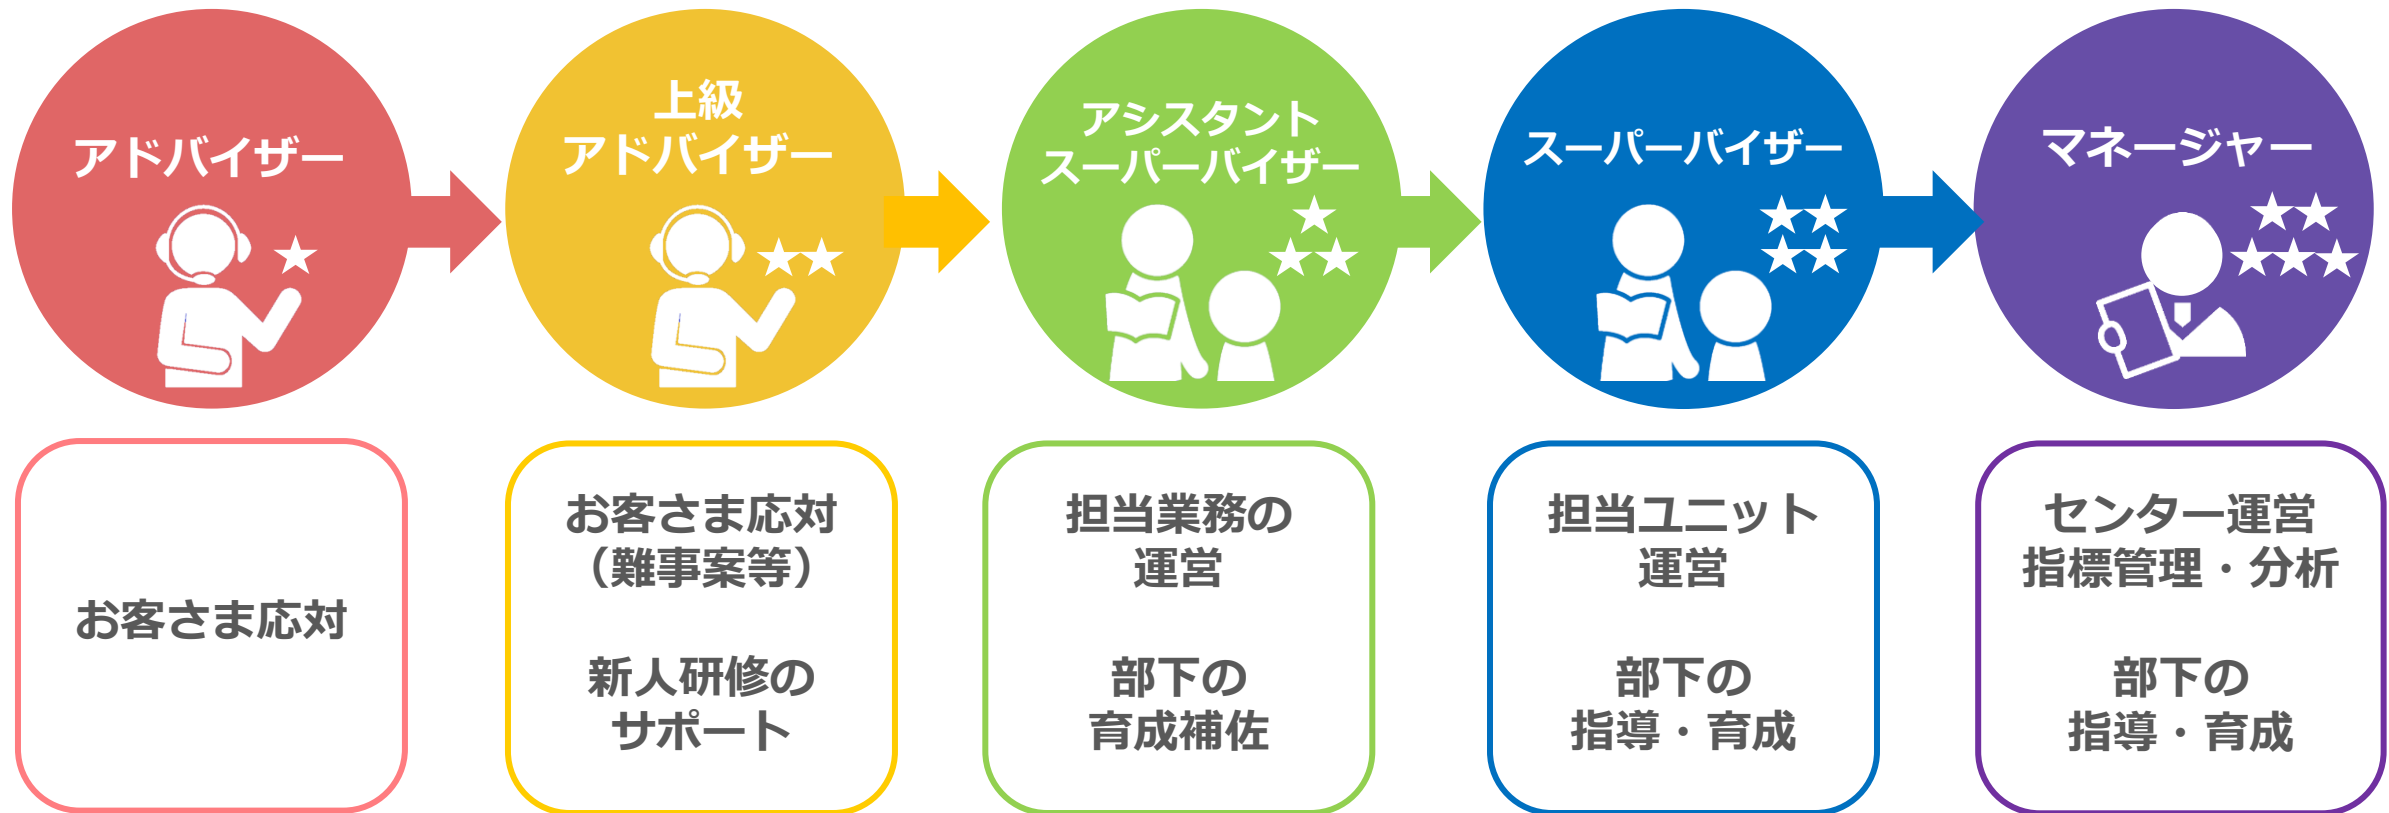 アドバイザー
上級
アドバイザー
アシスタント
スーパーバイザー
スーパーバイザー
マネージャー
お客さま応対
お客さま応対
（難事案等）
新人研修の
サポート
担当業務の
運営
部下の
育成補佐
担当ユニット
運営
部下の
指導・育成
センター運営
指標管理・分析
部下の
指導・育成